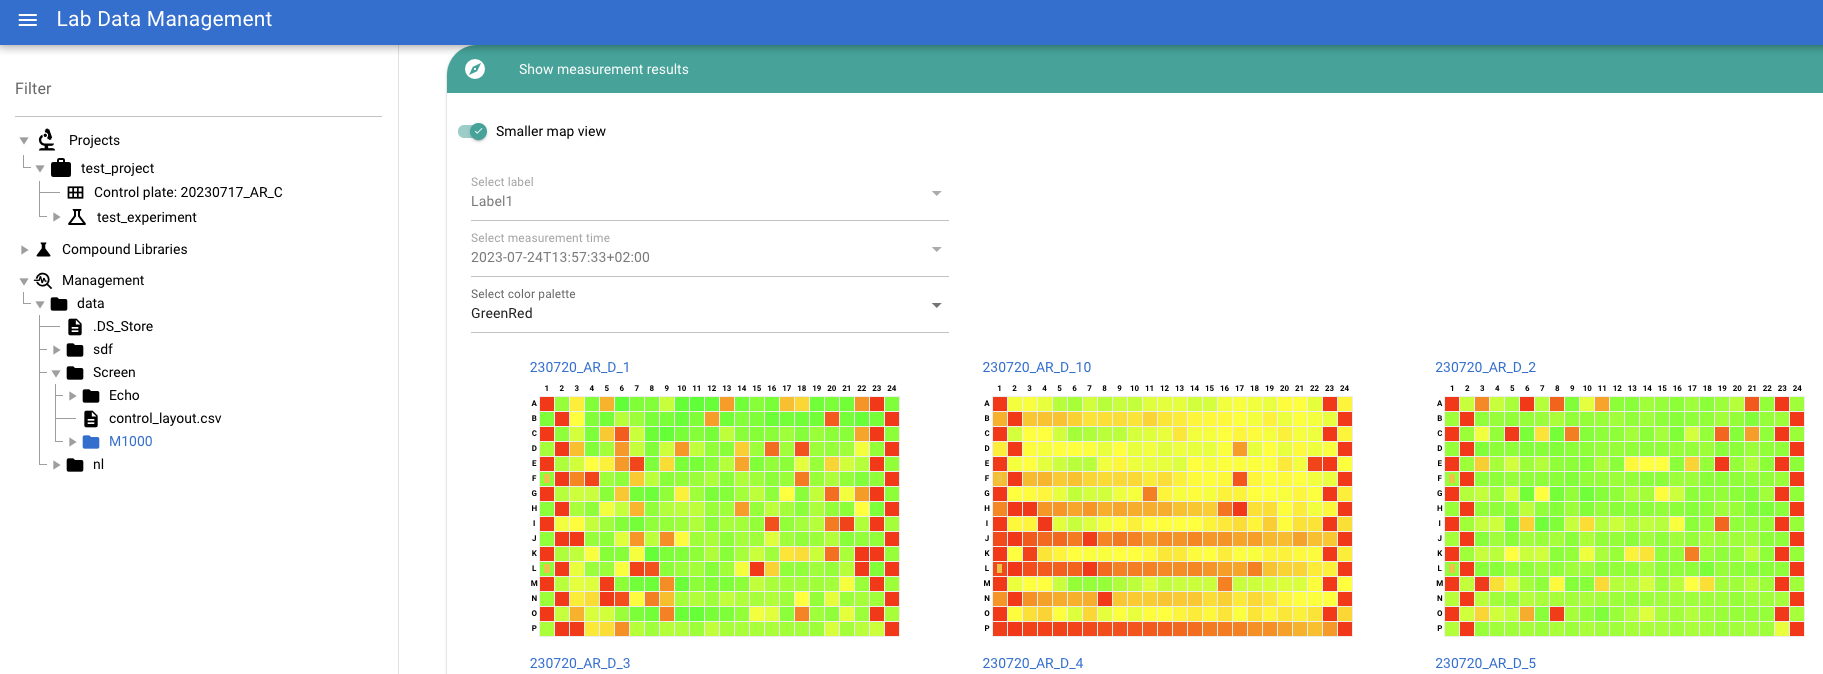 Lab Data Management
Filter
Projects
test_project
Control plate: 20230717_AR_C
test_experiment
Compound Libraries
Management
data
.DS_Store
sdf
Screen
Echo
control_layout.csv
M1000
nl
Show measurement results
Smaller map view
Select label
Label1
Select measurement time
2023-07-24T13:57:33+02:00
Select color palette
GreenRed
230720_AR_D_1
1 2 3 4 5 6 7 8 9 10 11 12 13 14 15 16 17 18 19 20 21 22 23 24
A
B
C
D
E
F
G
H
I
J
K
L
M
N
O
P
230720_AR_D_10
1 2 3 4 5 6 7 8 9 10 11 12 13 14 15 16 17 18 19 20 21 22 23 24
A
B
C
D
E
F
G
H
I
J
K
L
M
N
O
P
230720_AR_D_2
1 2 3 4 5 6 7 8 9 10 11 12 13 14 15 16 17 18 19 20 21 22 23 24
A
B
C
D
E
F
G
H
I
J
K
L
M
N
O
P
230720_AR_D_3
230720_AR_D_4
230720_AR_D_5